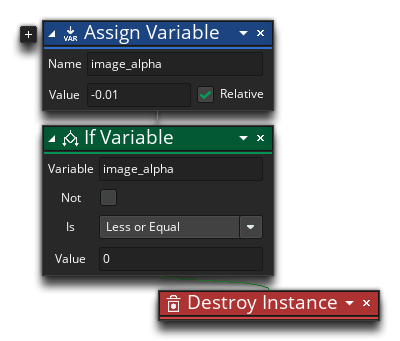 Assign Variable
VAR
Name image_alpha
Value -0.01 Relative
If Variable
Variable image_alpha
Not
Is Less or Equal
Value 0
Destroy Instance